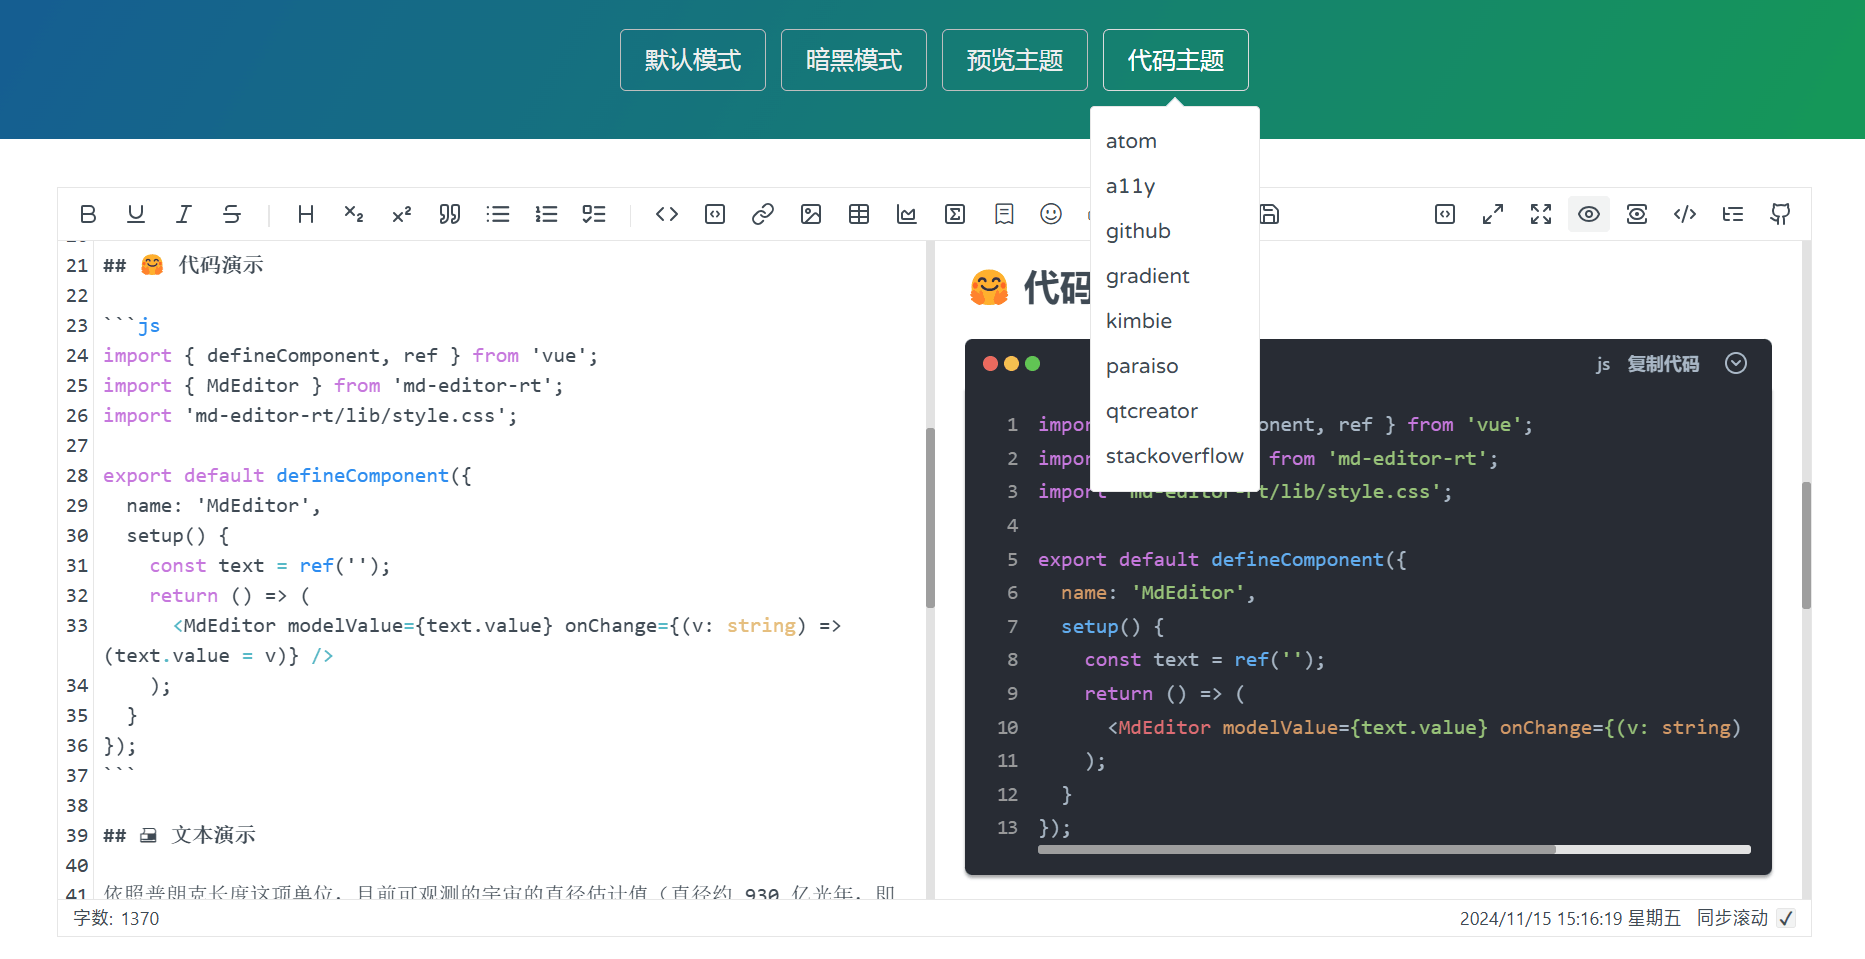 默认模式 暗黑模式 预览主题 代码主题
atom
a11y
github
gradient
kimbie
paraiso
qtcreator
stackoverflow
21 ## 🤗 代码演示
22
23 ```js
24 import { defineComponent, ref } from 'vue';
25 import { MdEditor } from 'md-editor-rt';
26 import 'md-editor-rt/lib/style.css';
27
28 export default defineComponent({
29   name: 'MdEditor',
30   setup() {
31     const text = ref('');
32     return () => (
33       <MdEditor modelValue={text.value} onChange={(v: string) =>
(text.value = v)} />
34     );
35   }
36 });
37 ```
38
39 ## 🖨 文本演示
40
41 依照普朗克长度这项单位，目前可观测的宇宙的直径估计值（直径约 930 亿光年，即
🤗 代码
js 复制代码
1 impor onent, ref } from 'vue';
2 impor from 'md-editor-rt';
3 import 'md-editor-rt/lib/style.css';
4
5 export default defineComponent({
6   name: 'MdEditor',
7   setup() {
8     const text = ref('');
9     return () => (
10       <MdEditor modelValue={text.value} onChange={(v: string)
11     );
12   }
13 });
字数: 1370
2024/11/15 15:16:19 星期五 同步滚动